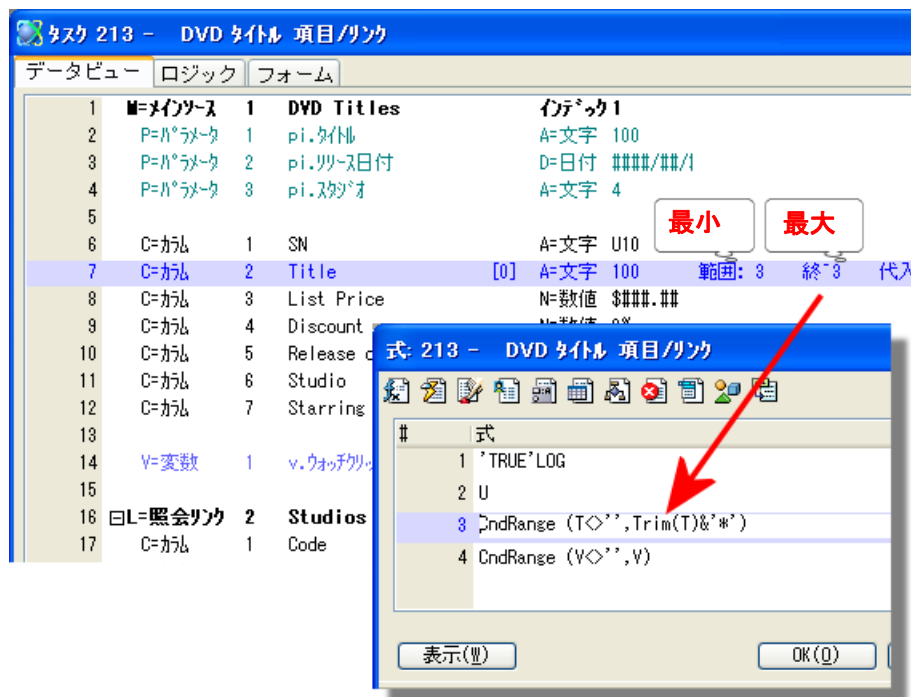 タスク 213 - DVD タイトル 項目/リンク
データビュー ロジック フォーム
1 M=メインソース 1 DVD Titles インデックス 1
2 P=パラメータ 1 pi.タイトル A=文字 100
3 P=パラメータ 2 pi.リリース日付 D=日付 ####/##/
4 P=パラメータ 3 pi.スタジオ A=文字 4
5
最小 最大
6 C=カラム 1 SN A=文字 U10
7 C=カラム 2 Title [0] A=文字 100 範囲: 3 終了: 3 代入
8 C=カラム 3 List Price N=数値 $###.##
9 C=カラム 4 Discount
10 C=カラム 5 Release
11 C=カラム 6 Studio
12 C=カラム 7 Starring
13
14 V=変数 1 v.ウォッチクリッ
15
16 L=照会リンク 2 Studios
17 C=カラム 1 Code
式: 213 - DVD タイトル 項目/リンク
# 式
1 'TRUE'LOG
2 U
3 CndRange (T<>'',Trim(T)&'*')
4 CndRange (V<>'',V)
表示(W) OK(O)